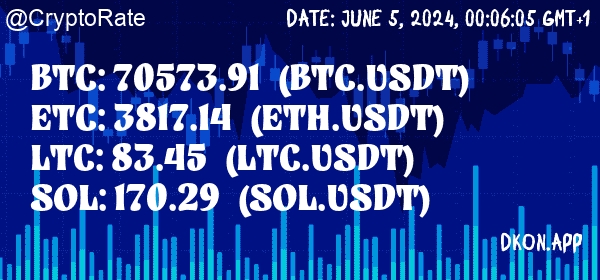 @CryptoRate
DATE: JUNE 5, 2024, 00:06:05 GMT+1
BTC: 70573.91 (BTC.USDT)
ETC: 3817.14 (ETH.USDT)
LTC: 83.45 (LTC.USDT)
SOL: 170.29 (SOL.USDT)
DKON.APP